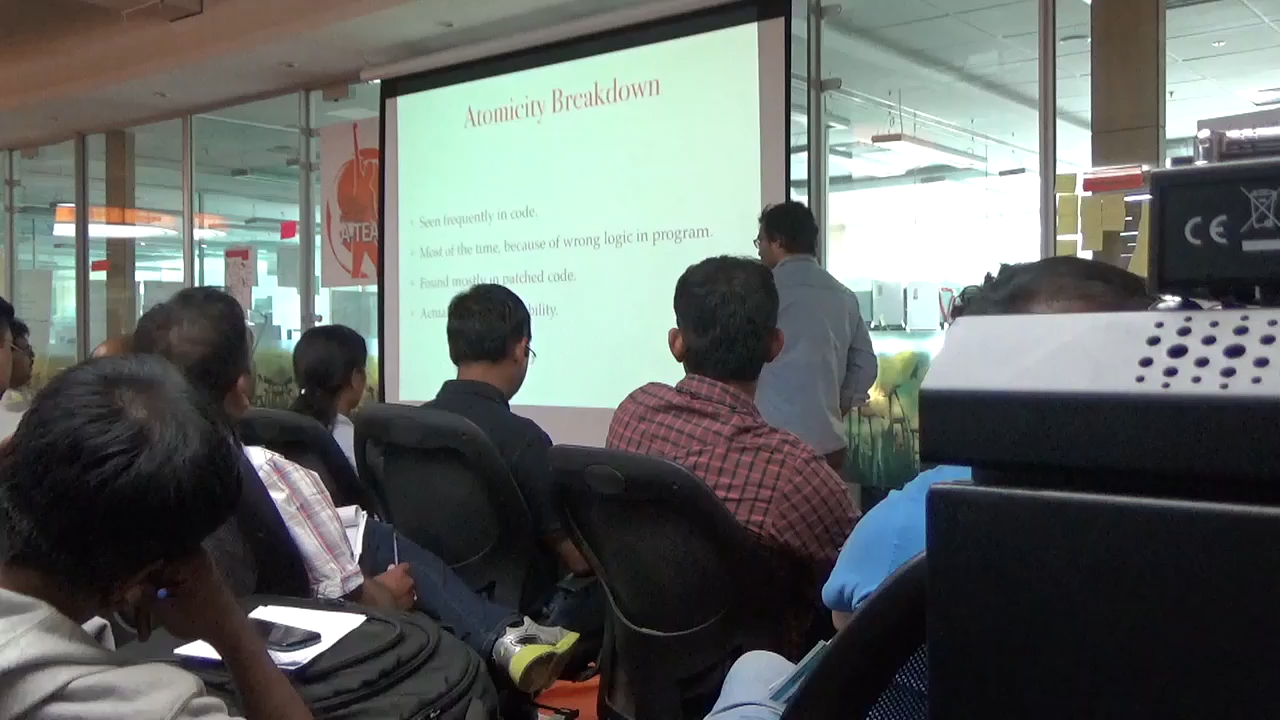 Atomicity Breakdown
Seen frequently in code.
Most of the time, because of wrong logic in program.
Found mostly in patched code.
A-TEA
CE